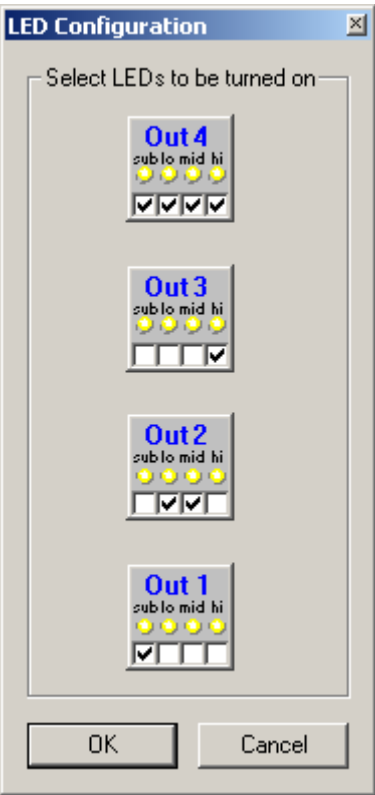 LED Configuration
Select LEDs to be turned on
Out 4
sub lo mid hi
Out 3
sub lo mid hi
Out 2
sub lo mid hi
Out 1
sub lo mid hi
OK Cancel